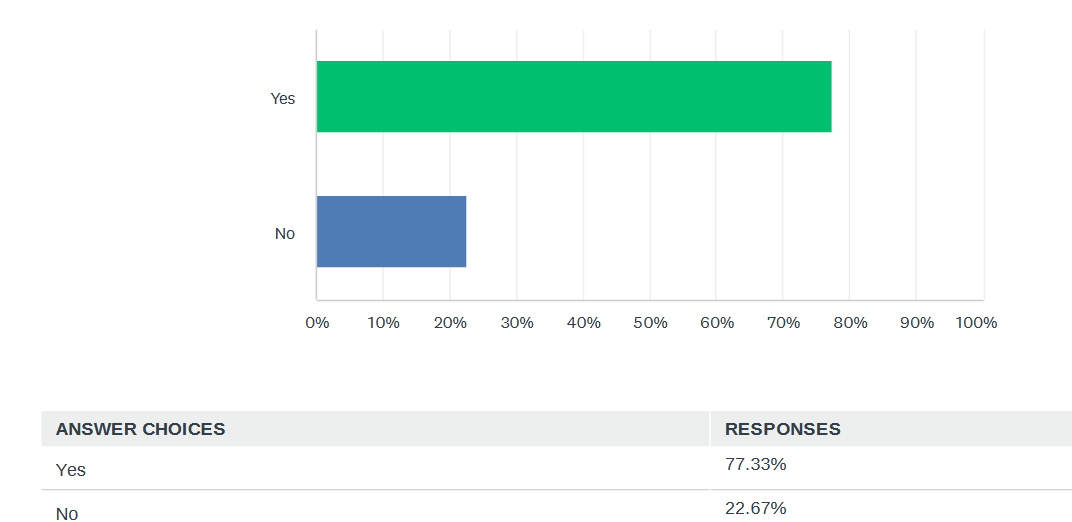 Yes
No
0% 10% 20% 30% 40% 50% 60% 70% 80% 90% 100%
ANSWER CHOICES RESPONSES
Yes 77.33%
No 22.67%